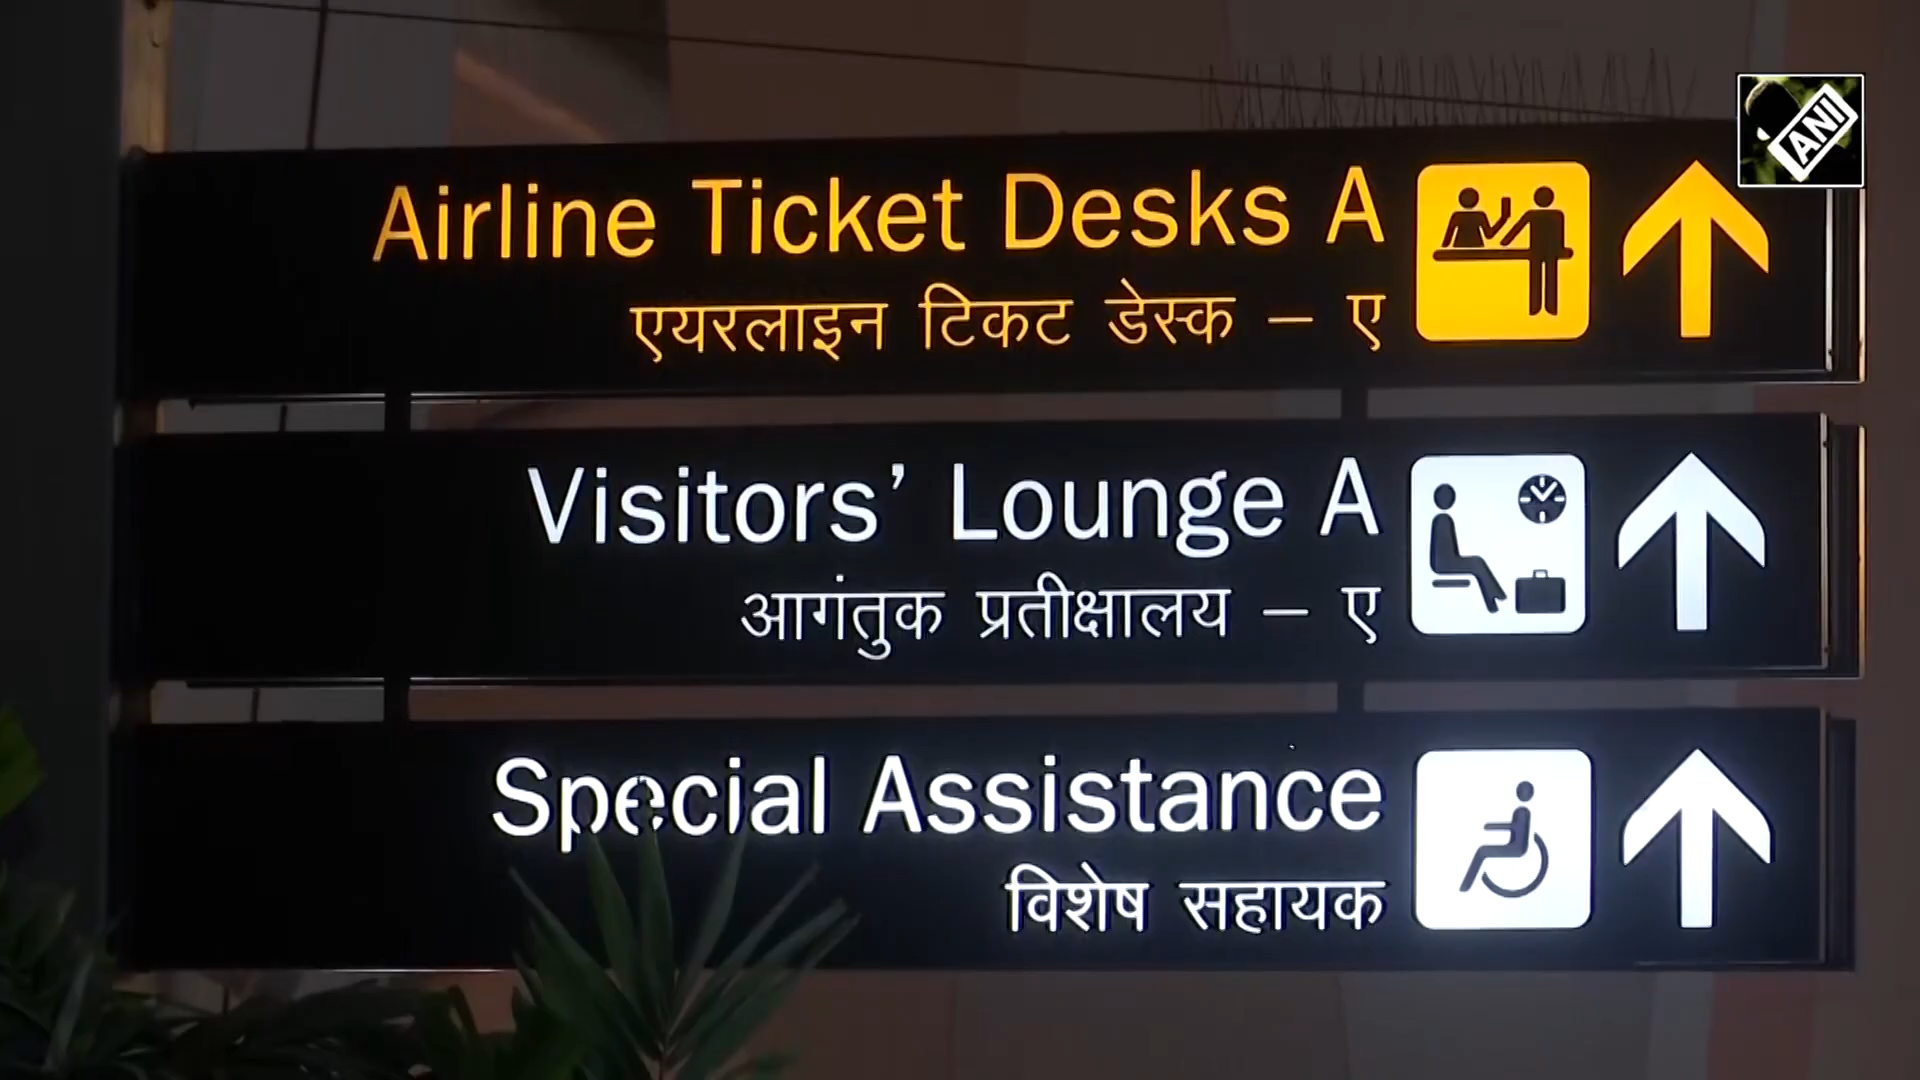 ANI
Airline Ticket Desks A
एयरलाइन टिकट डेस्क – ए
Visitors’ Lounge A
आगंतुक प्रतीक्षालय – ए
Special Assistance
विशेष सहायक